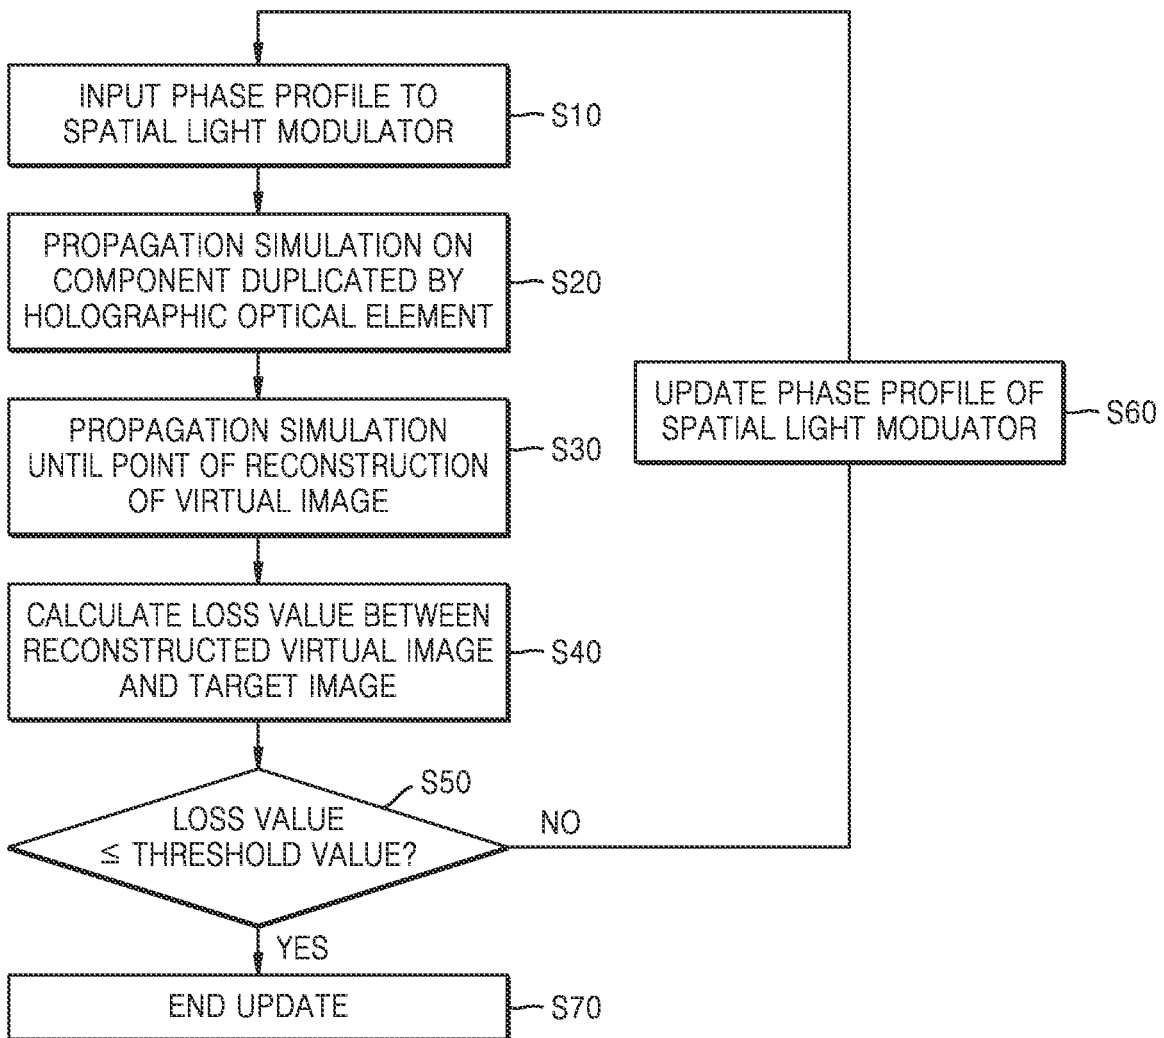 INPUT PHASE PROFILE TO
SPATIAL LIGHT MODULATOR
S10
PROPAGATION SIMULATION ON
COMPONENT DUPLICATED BY
HOLOGRAPHIC OPTICAL ELEMENT
S20
PROPAGATION SIMULATION
UNTIL POINT OF RECONSTRUCTION
OF VIRTUAL IMAGE
S30
CALCULATE LOSS VALUE BETWEEN
RECONSTRUCTED VIRTUAL IMAGE
AND TARGET IMAGE
S40
S50
LOSS VALUE
≤ THRESHOLD VALUE?
NO
UPDATE PHASE PROFILE OF
SPATIAL LIGHT MODUATOR
S60
YES
END UPDATE
S70